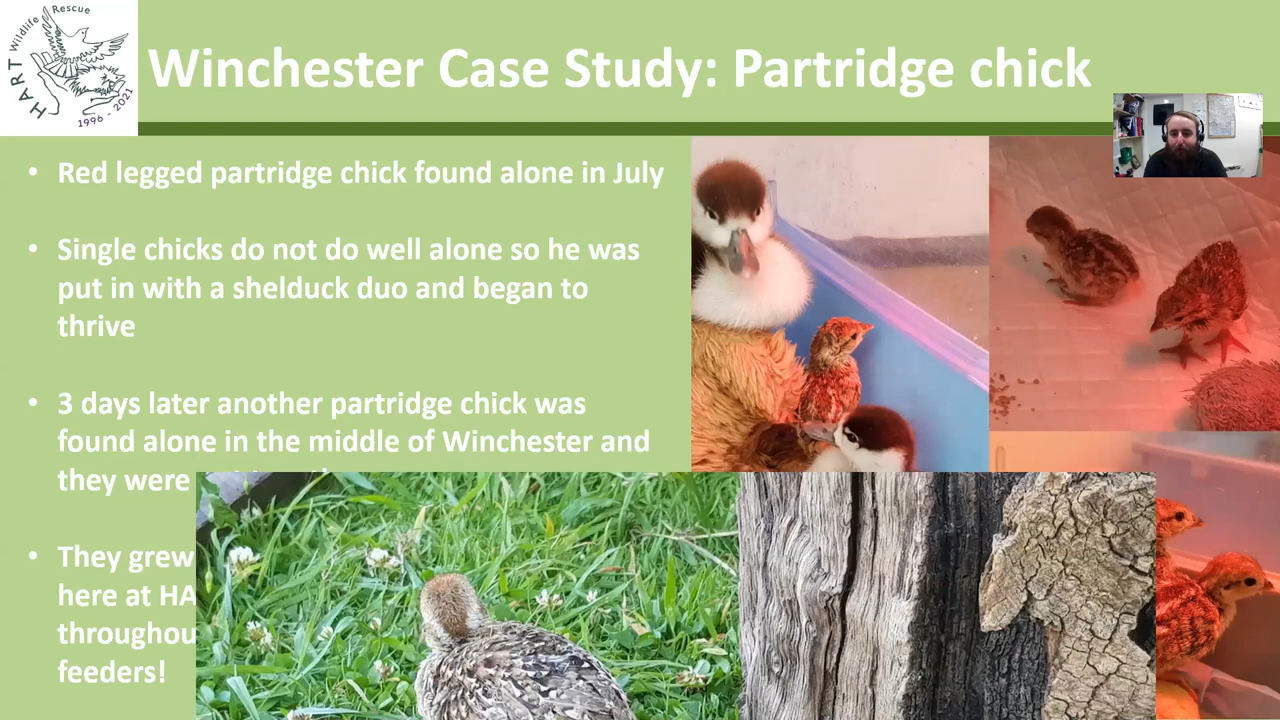 HART Wildlife Rescue
1996 - 2021
Winchester Case Study: Partridge chick
• Red legged partridge chick found alone in July
• Single chicks do not do well alone so he was
put in with a shelduck duo and began to
thrive
• 3 days later another partridge chick was
found alone in the middle of Winchester and
they were
• They grew
here at HA
throughou
feeders!